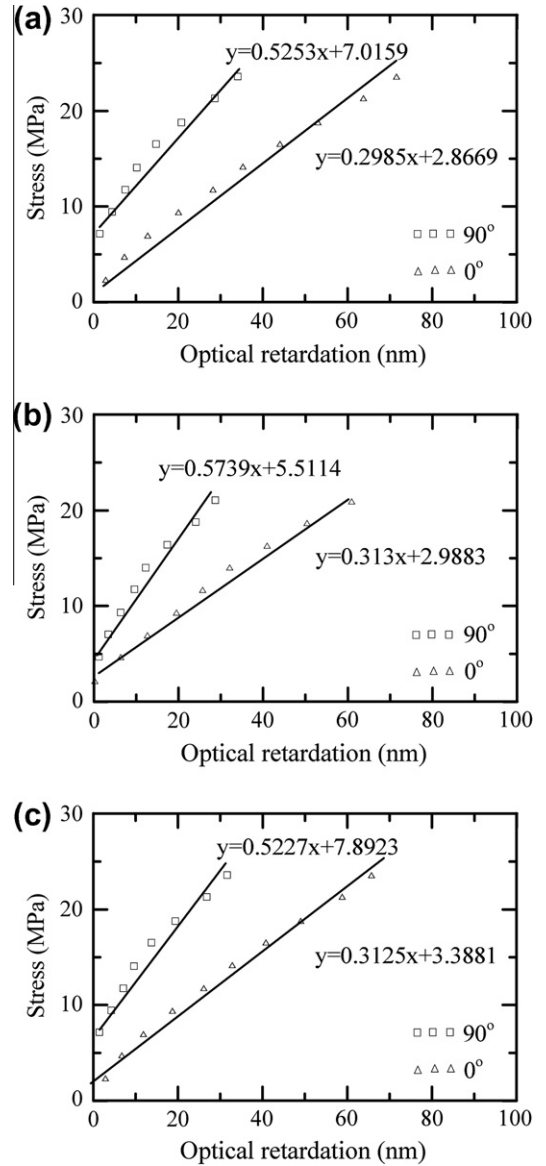 (a)
30
y=0.5253x+7.0159
20
Stress (MPa)
y=0.2985x+2.8669
10
□ □ □ 90°
△ △ △ 0°
0
0 20 40 60 80 100
Optical retardation (nm)
(b)
30
y=0.5739x+5.5114
20
Stress (MPa)
y=0.313x+2.9883
10
□ □ □ 90°
△ △ △ 0°
0
0 20 40 60 80 100
Optical retardation (nm)
(c)
30
y=0.5227x+7.8923
20
Stress (MPa)
y=0.3125x+3.3881
10
□ □ □ 90°
△ △ △ 0°
0
0 20 40 60 80 100
Optical retardation (nm)